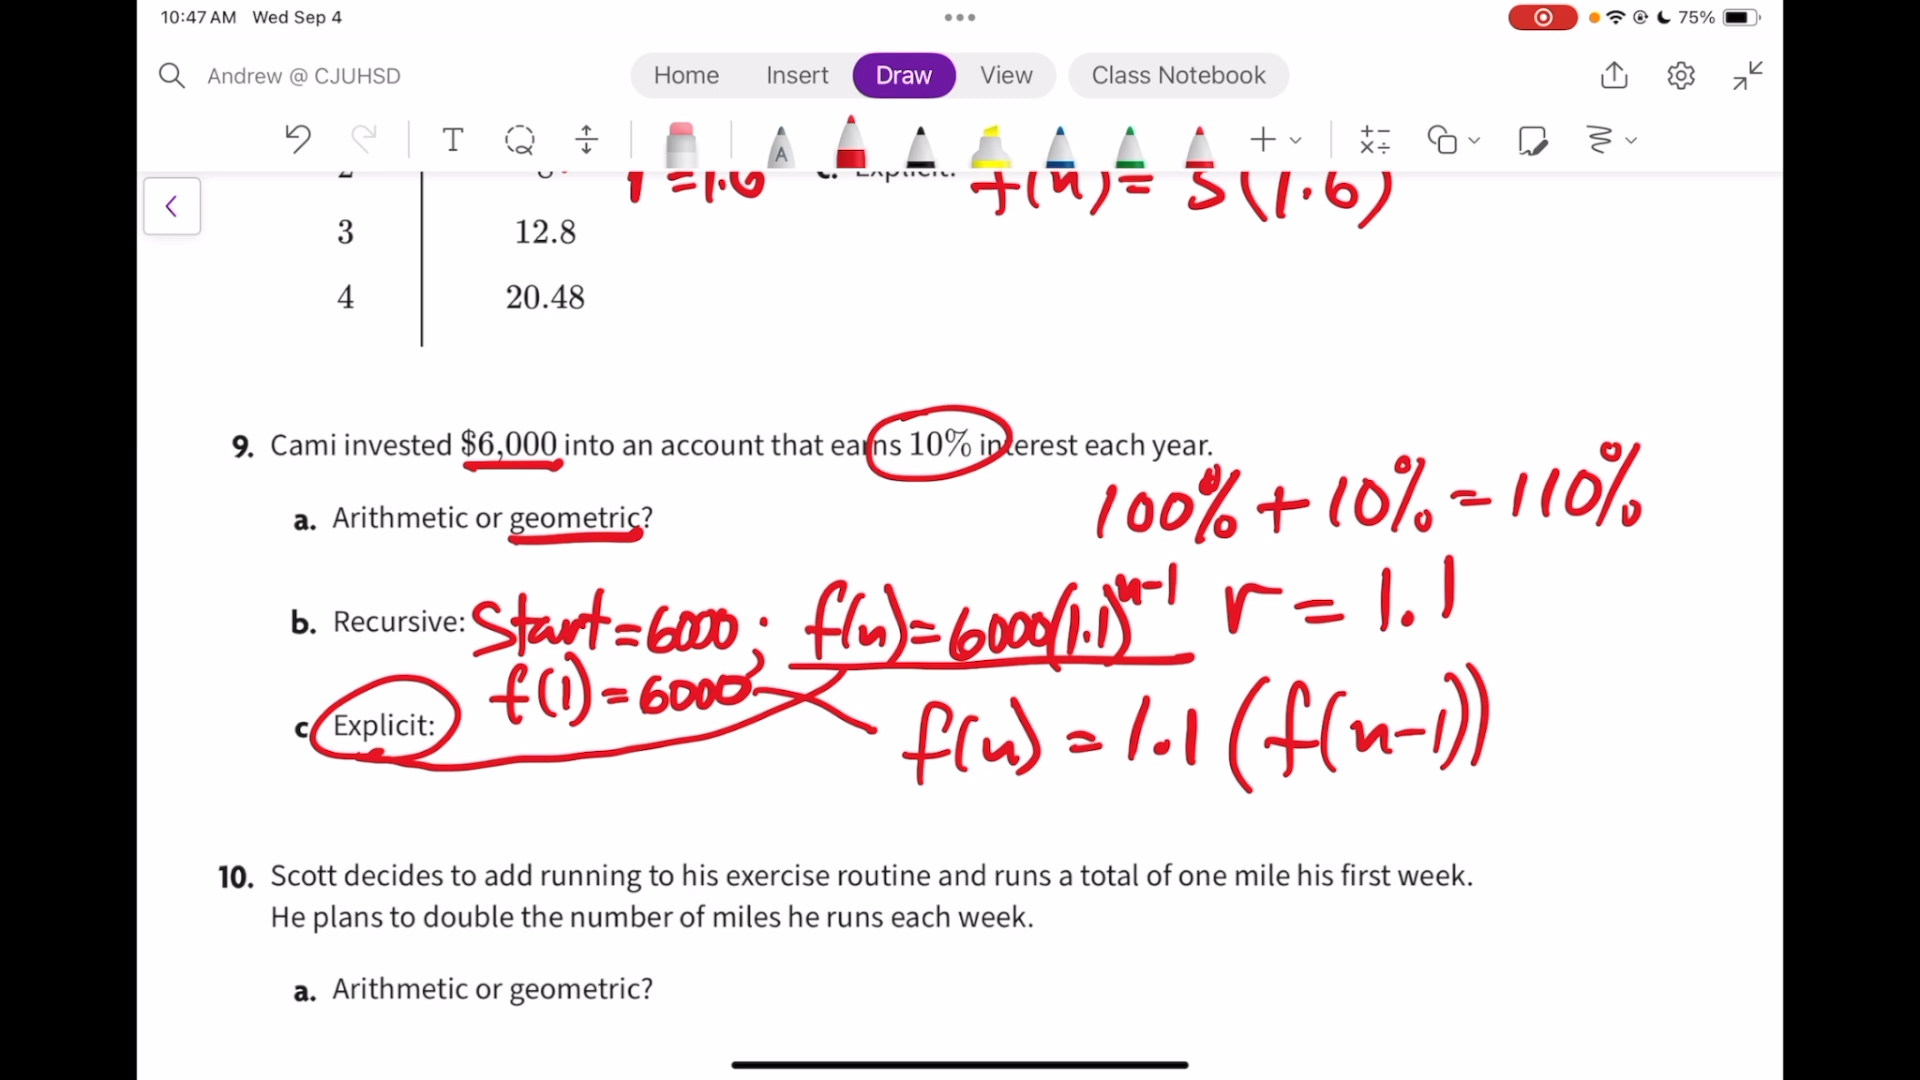 10:47 AM Wed Sep 4
75%
Andrew @ CJUHSD
Home Insert Draw View Class Notebook
T
A
r = 1.6 c. Explicit: f(n) = 5(1.6)
3 12.8
4 20.48
9. Cami invested $6,000 into an account that earns 10% interest each year.
100% + 10% = 110%
a. Arithmetic or geometric?
b. Recursive: Start = 6000; f(n) = 6000(1.1)^{n-1} r = 1.1
f(1) = 6000
c Explicit:
f(n) = 1.1 (f(n-1))
10. Scott decides to add running to his exercise routine and runs a total of one mile his first week.
He plans to double the number of miles he runs each week.
a. Arithmetic or geometric?